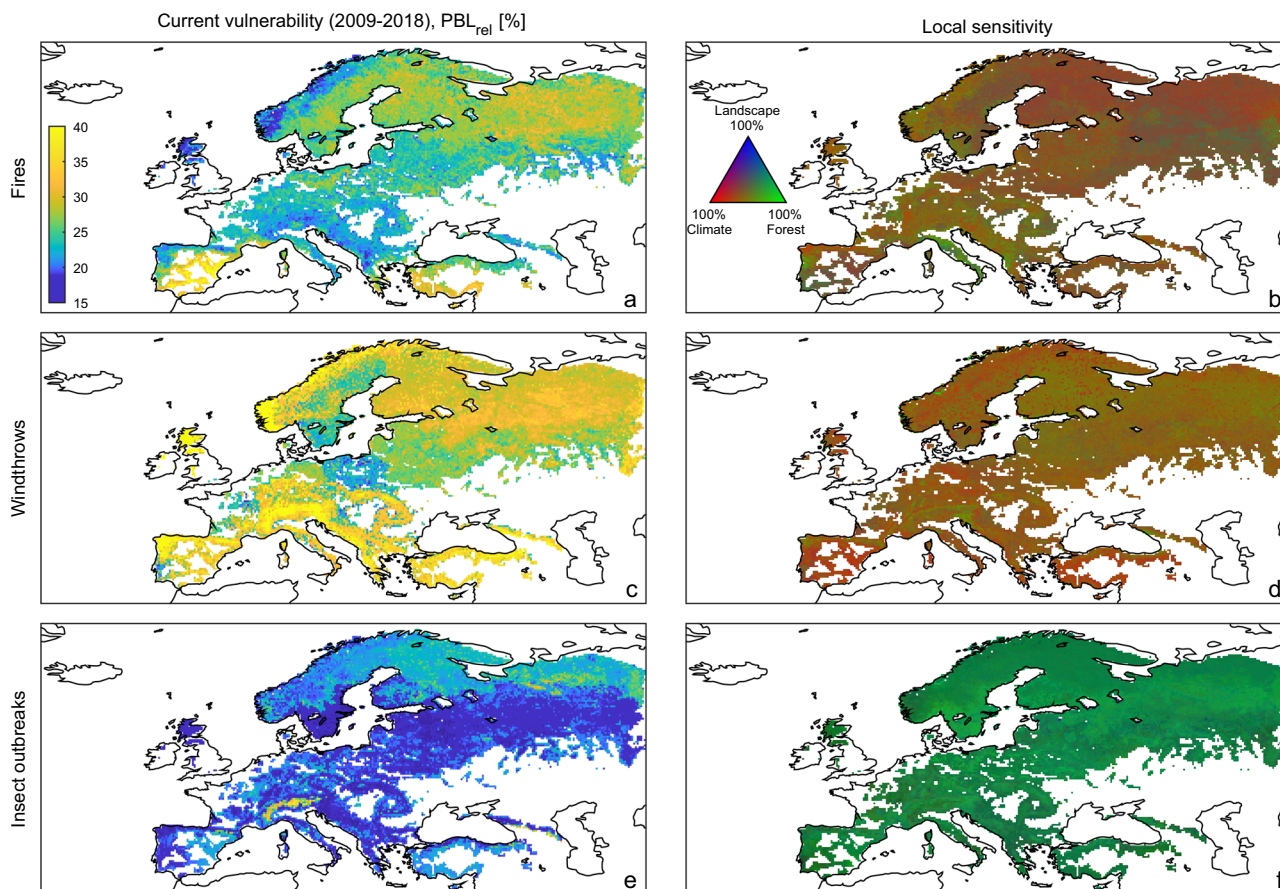 Current vulnerability (2009-2018), PBLrel [%]
Local sensitivity
Fires
40
35
30
25
20
15
a
Landscape
100%
100%
Climate
100%
Forest
b
Windthrows
c
d
Insect outbreaks
e
f